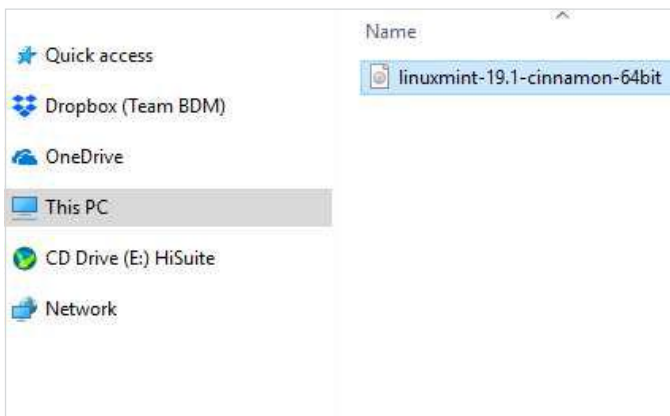 Quick access
Dropbox (Team BDM)
OneDrive
This PC
CD Drive (E:) HiSuite
Network
Name
linuxmint-19.1-cinnamon-64bit